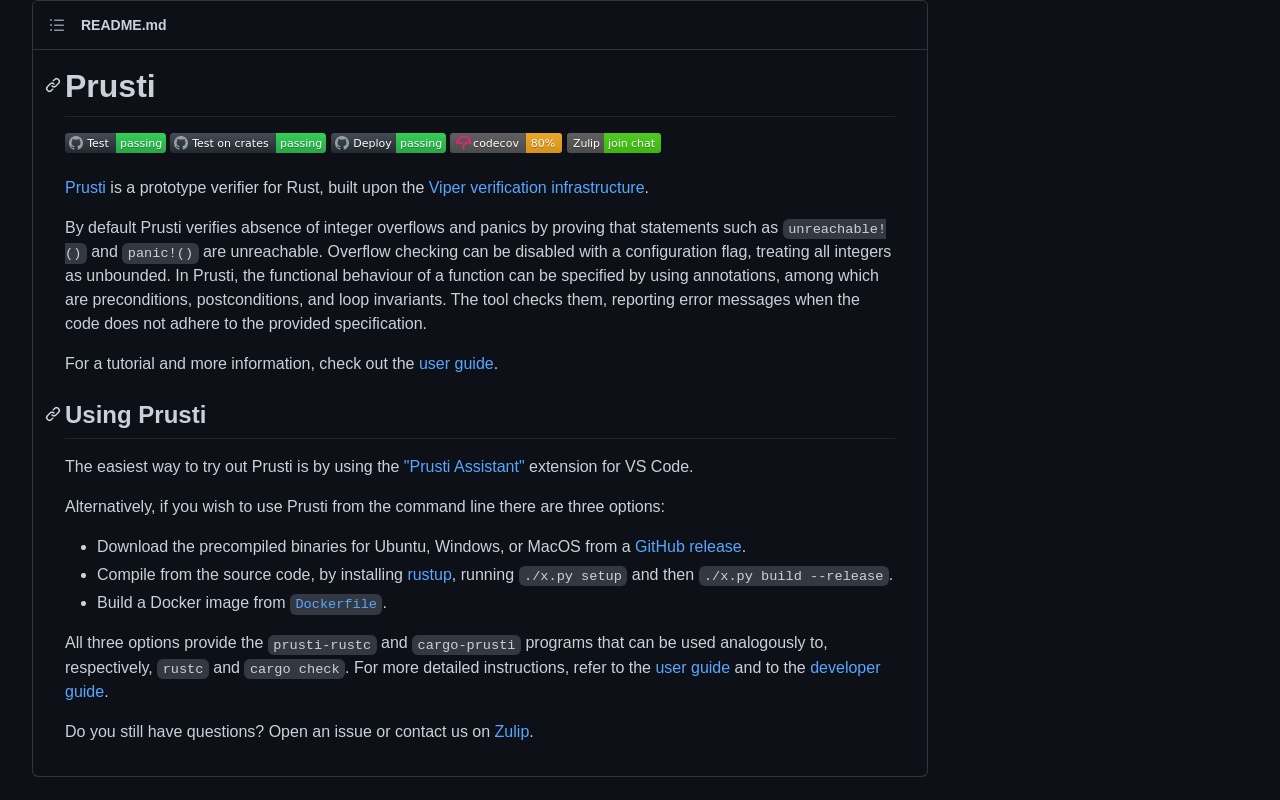 README.md
Prusti
Test passing Test on crates passing Deploy passing codecov 80% Zulip join chat
Prusti is a prototype verifier for Rust, built upon the Viper verification infrastructure.
By default Prusti verifies absence of integer overflows and panics by proving that statements such as unreachable!
() and panic!() are unreachable. Overflow checking can be disabled with a configuration flag, treating all integers
as unbounded. In Prusti, the functional behaviour of a function can be specified by using annotations, among which
are preconditions, postconditions, and loop invariants. The tool checks them, reporting error messages when the
code does not adhere to the provided specification.
For a tutorial and more information, check out the user guide.
Using Prusti
The easiest way to try out Prusti is by using the "Prusti Assistant" extension for VS Code.
Alternatively, if you wish to use Prusti from the command line there are three options:
• Download the precompiled binaries for Ubuntu, Windows, or MacOS from a GitHub release.
• Compile from the source code, by installing rustup, running ./x.py setup and then ./x.py build --release.
• Build a Docker image from Dockerfile.
All three options provide the prusti-rustc and cargo-prusti programs that can be used analogously to,
respectively, rustc and cargo check. For more detailed instructions, refer to the user guide and to the developer
guide.
Do you still have questions? Open an issue or contact us on Zulip.